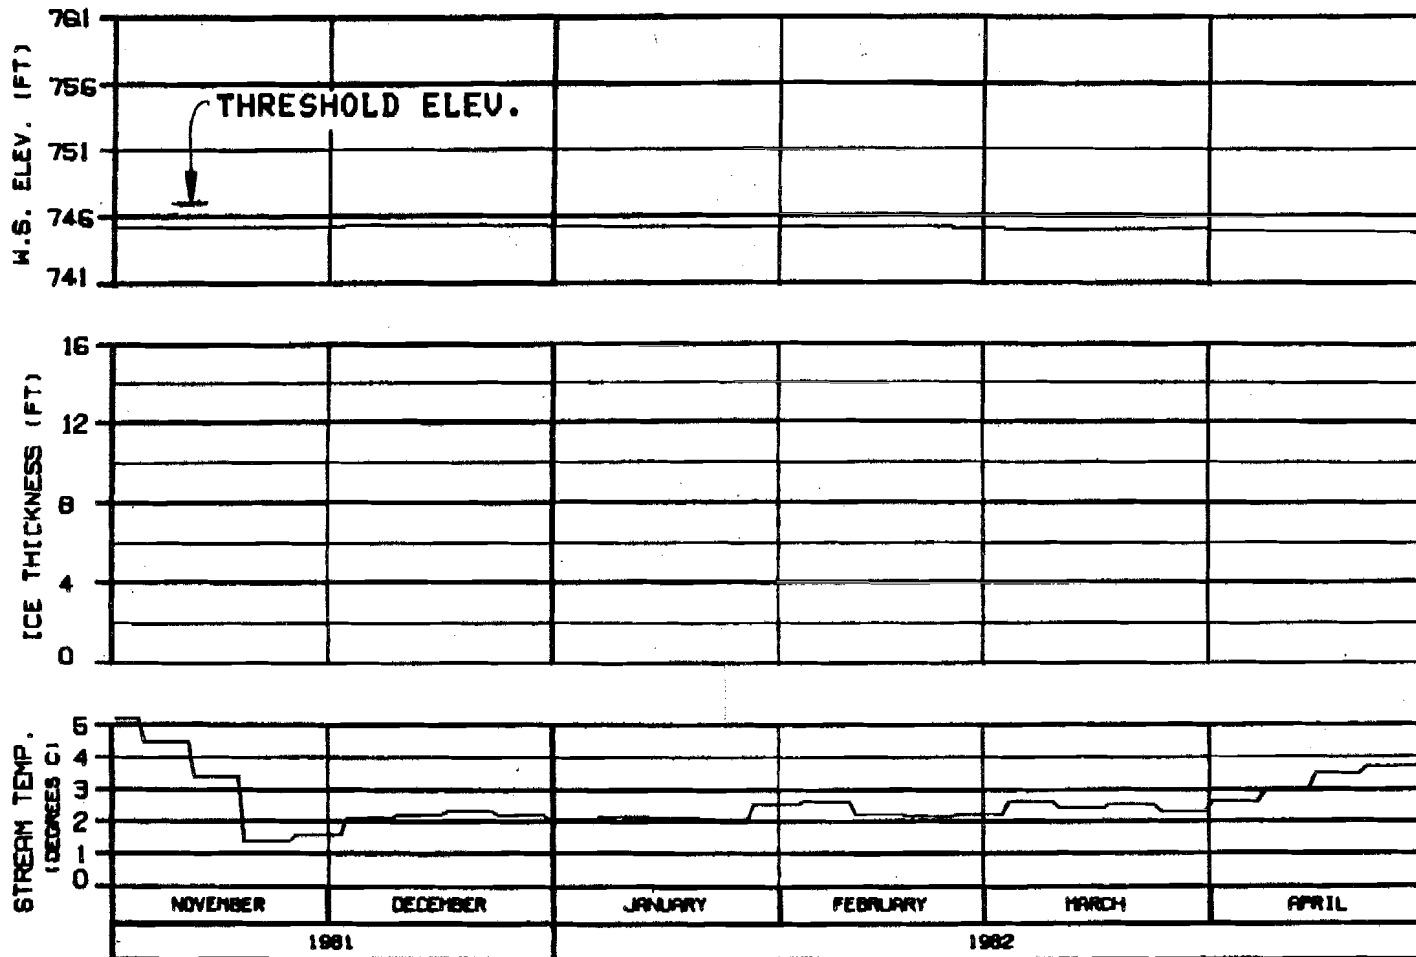 W.S. ELEV. (FT)
761
756
751
746
741
THRESHOLD ELEV.
ICE THICKNESS (FT)
16
12
8
4
0
STREAM TEMP.
(DEGREES C)
5
4
3
2
1
0
NOVEMBER DECEMBER JANUARY FEBRUARY MARCH APRIL
1981 1982